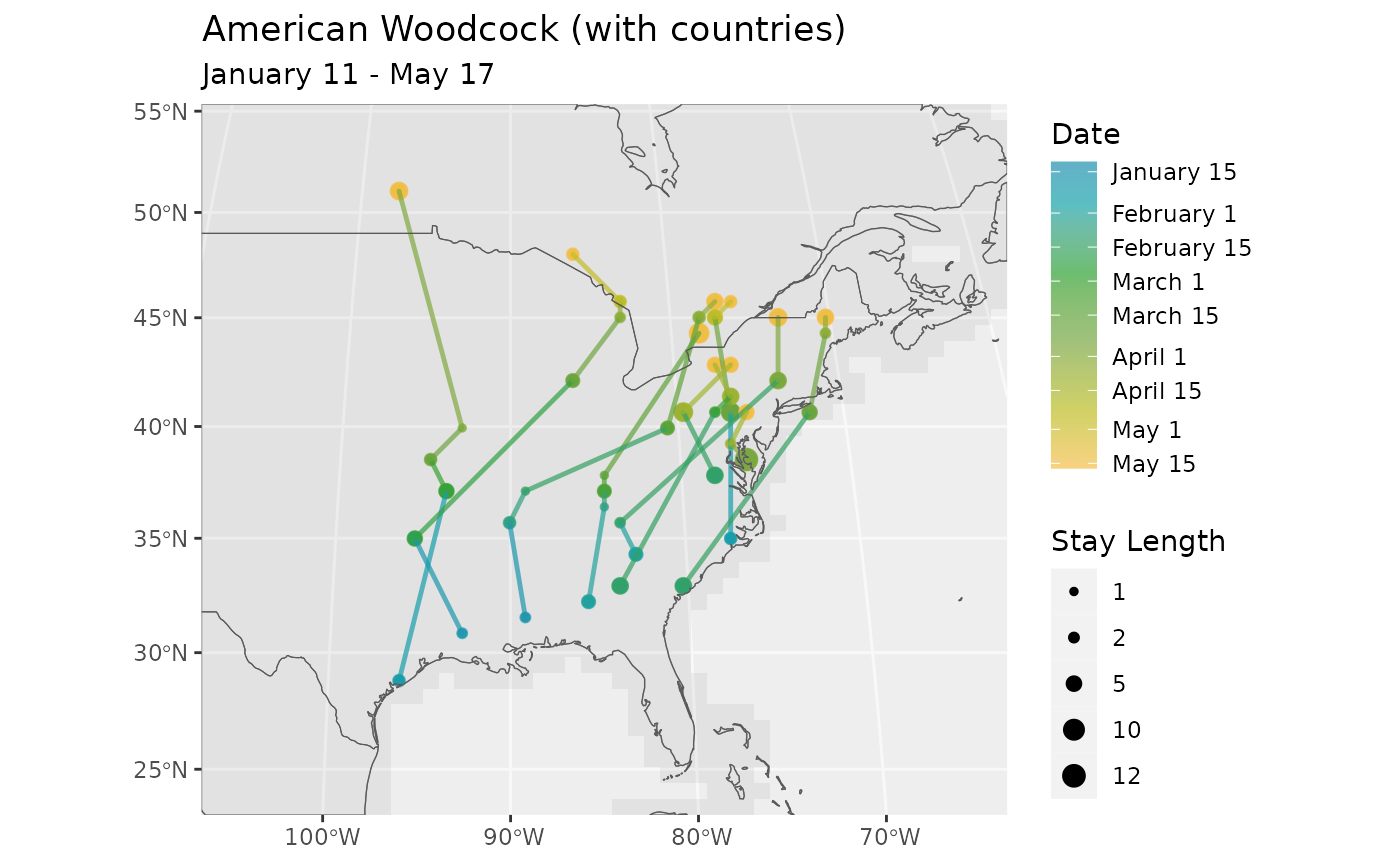 American Woodcock (with countries)
January 11 - May 17
55°N
50°N
45°N
40°N
35°N
30°N
25°N
100°W
90°W
80°W
70°W
Date
January 15
February 1
February 15
March 1
March 15
April 1
April 15
May 1
May 15
Stay Length
1
2
5
10
12